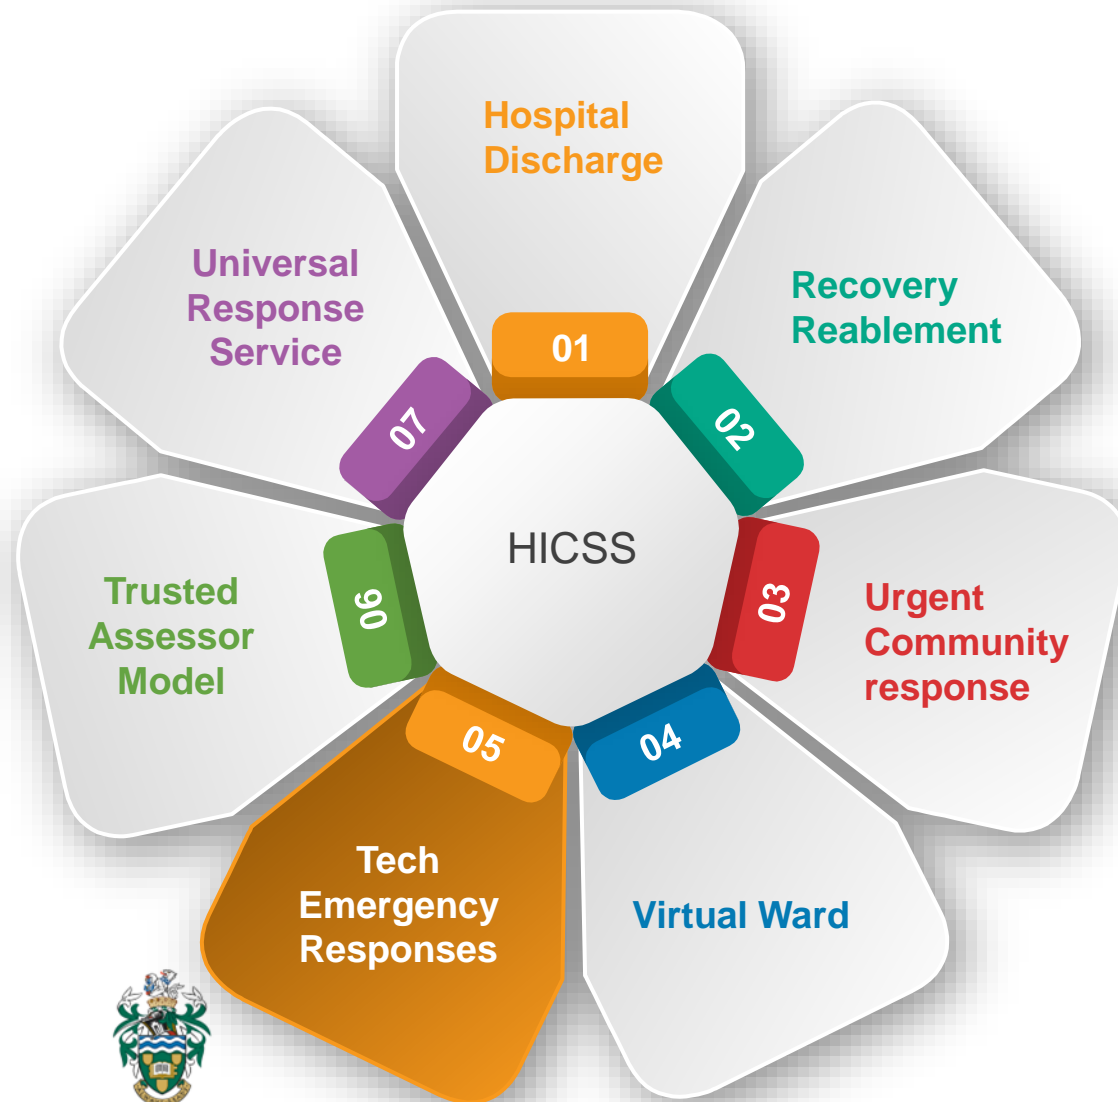 Hospital
Discharge
01
Recovery
Reablement
02
Urgent
Community
response
03
Virtual Ward
04
Tech
Emergency
Responses
05
Trusted
Assessor
Model
06
Universal
Response
Service
07
HICSS